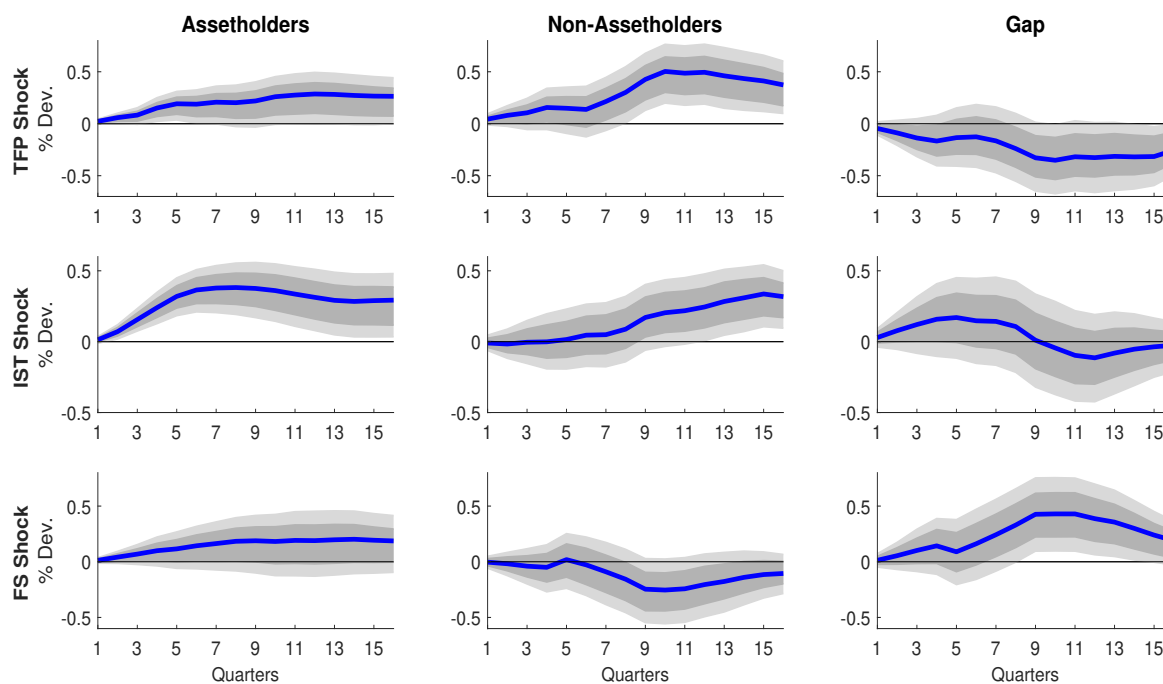 Assetholders Non-Assetholders Gap
TFP Shock
% Dev.
0.5 0 -0.5
1 3 5 7 9 11 13 15
0.5 0 -0.5
1 3 5 7 9 11 13 15
0.5 0 -0.5
1 3 5 7 9 11 13 15
IST Shock
% Dev.
0.5 0 -0.5
1 3 5 7 9 11 13 15
0.5 0 -0.5
1 3 5 7 9 11 13 15
0.5 0 -0.5
1 3 5 7 9 11 13 15
FS Shock
% Dev.
0.5 0 -0.5
1 3 5 7 9 11 13 15
Quarters
0.5 0 -0.5
1 3 5 7 9 11 13 15
Quarters
0.5 0 -0.5
1 3 5 7 9 11 13 15
Quarters